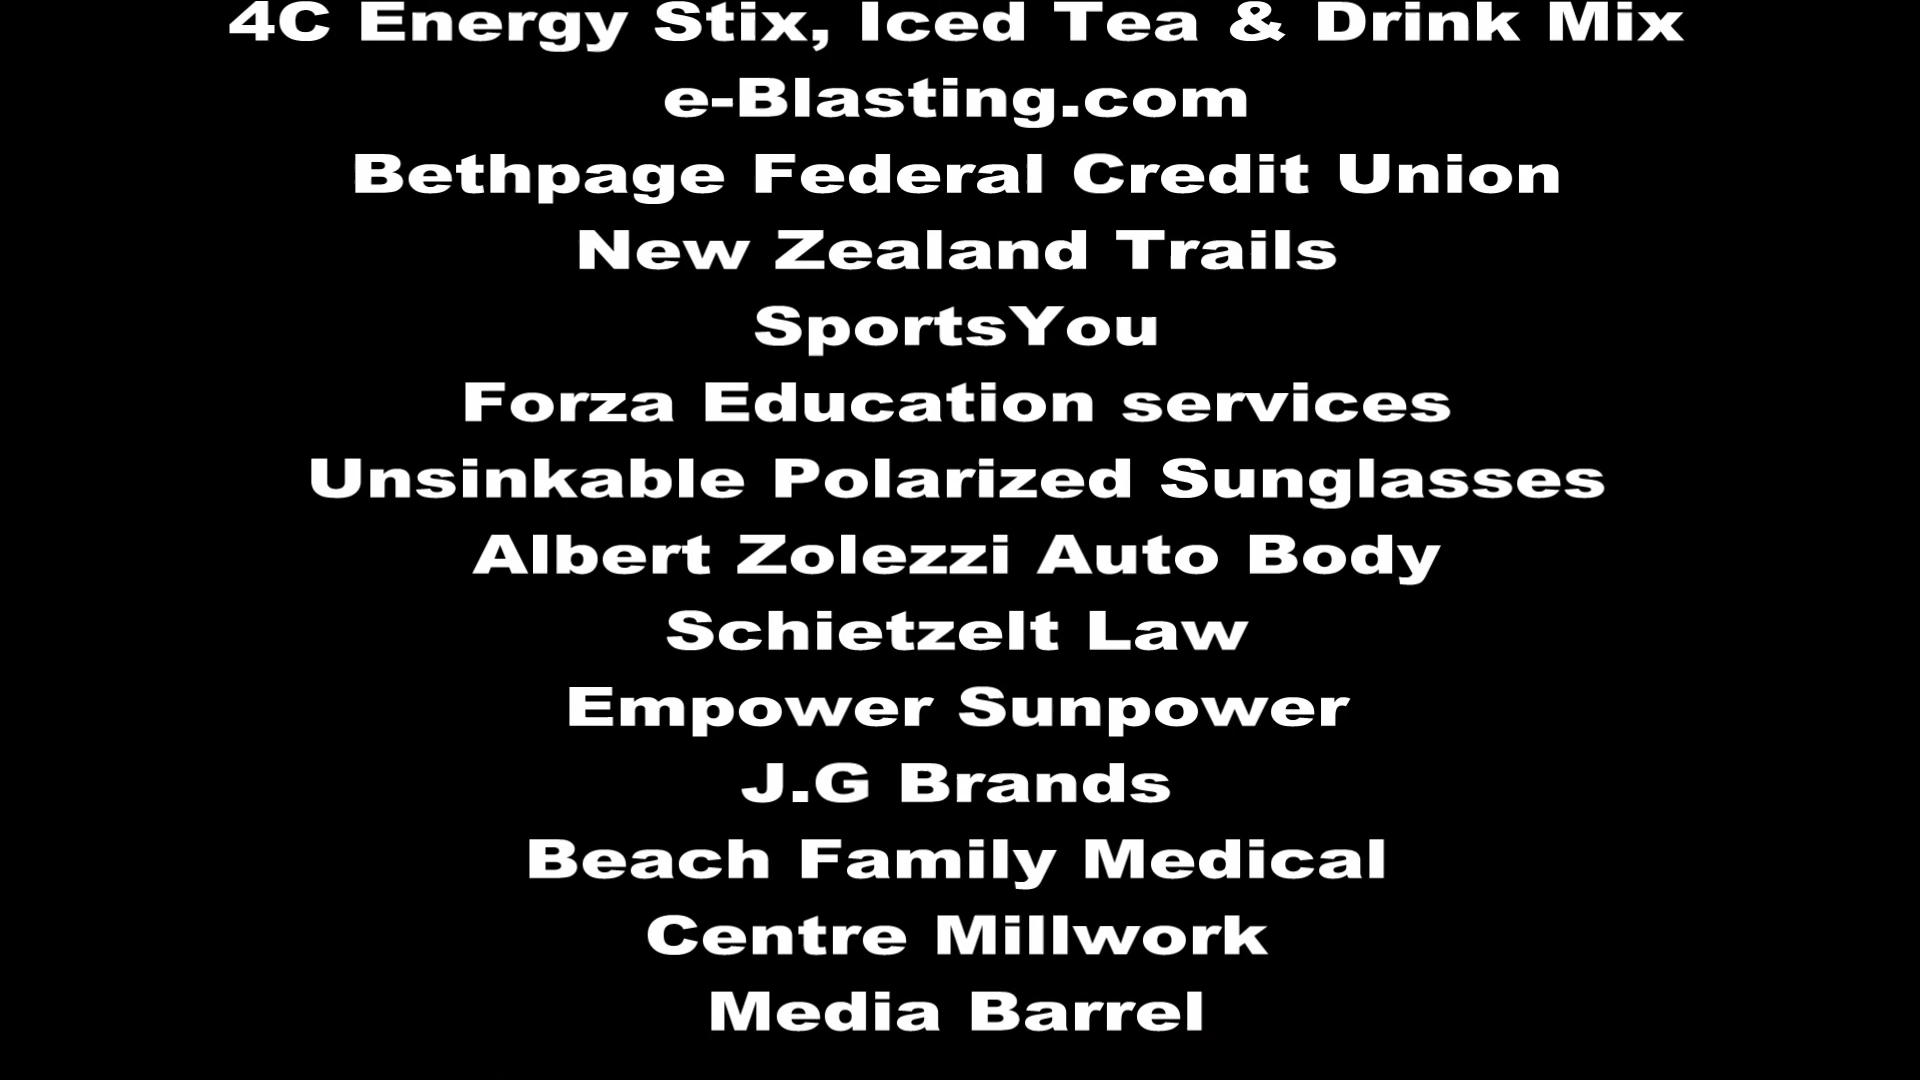 4C Energy Stix, Iced Tea & Drink Mix
e-Blasting.com
Bethpage Federal Credit Union
New Zealand Trails
SportsYou
Forza Education services
Unsinkable Polarized Sunglasses
Albert Zolezzi Auto Body
Schietzelt Law
Empower Sunpower
J.G Brands
Beach Family Medical
Centre Millwork
Media Barrel